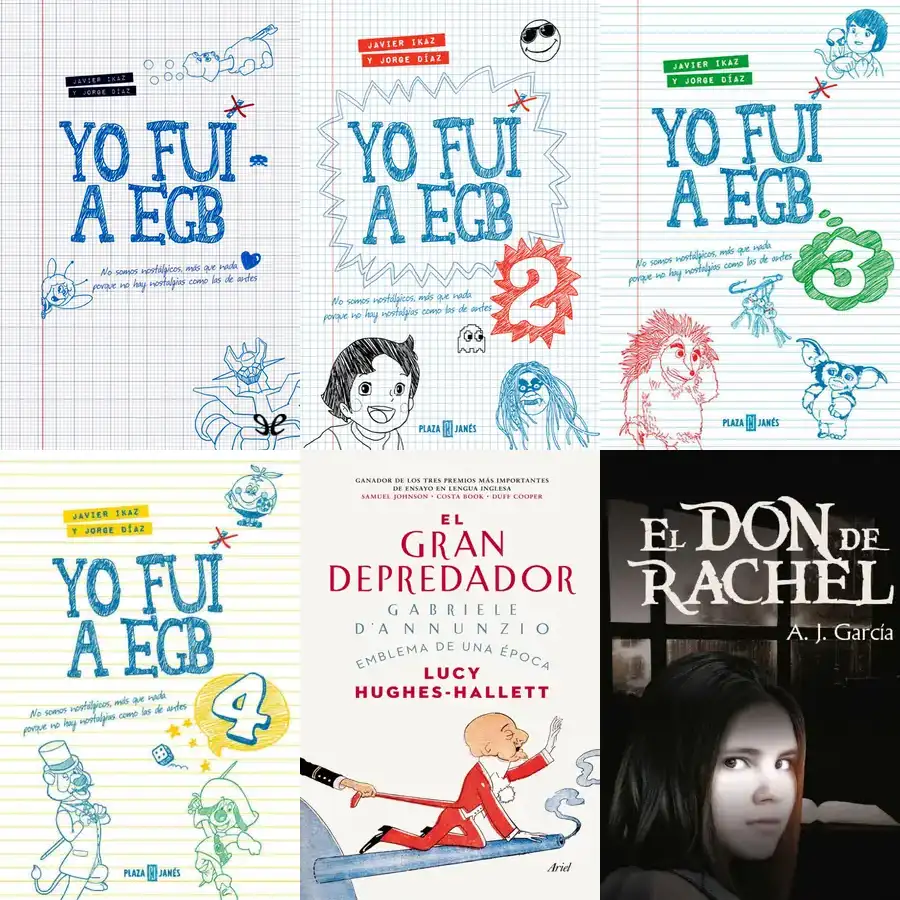 JAVIER IKAZ
Y JORGE DÍAZ
YO FUI
A EGB
No somos nostálgicos, más que nada
porque no hay nostalgias como las de antes
JAVIER IKAZ
Y JORGE DÍAZ
YO FUI
A EGB
2
No somos nostálgicos, más que nada
porque no hay nostalgias como las de antes
PLAZA JANÉS
JAVIER IKAZ
Y JORGE DÍAZ
YO FUI
A EGB
3
No somos nostálgicos, más que nada
porque no hay nostalgias como las de antes
PLAZA JANÉS
JAVIER IKAZ
Y JORGE DÍAZ
YO FUI
A EGB
4
No somos nostálgicos, más que nada
porque no hay nostalgias como las de antes
PLAZA JANÉS
GANADOR DE LOS TRES PREMIOS MÁS IMPORTANTES
DE ENSAYO EN LENGUA INGLESA
SAMUEL JOHNSON · COSTA BOOK · DUFF COOPER
EL
GRAN
DEPREDADOR
GABRIELE
D'ANNUNZIO
EMBLEMA DE UNA ÉPOCA
LUCY
HUGHES-HALLETT
Ariel
EL DON DE
RACHEL
A. J. García